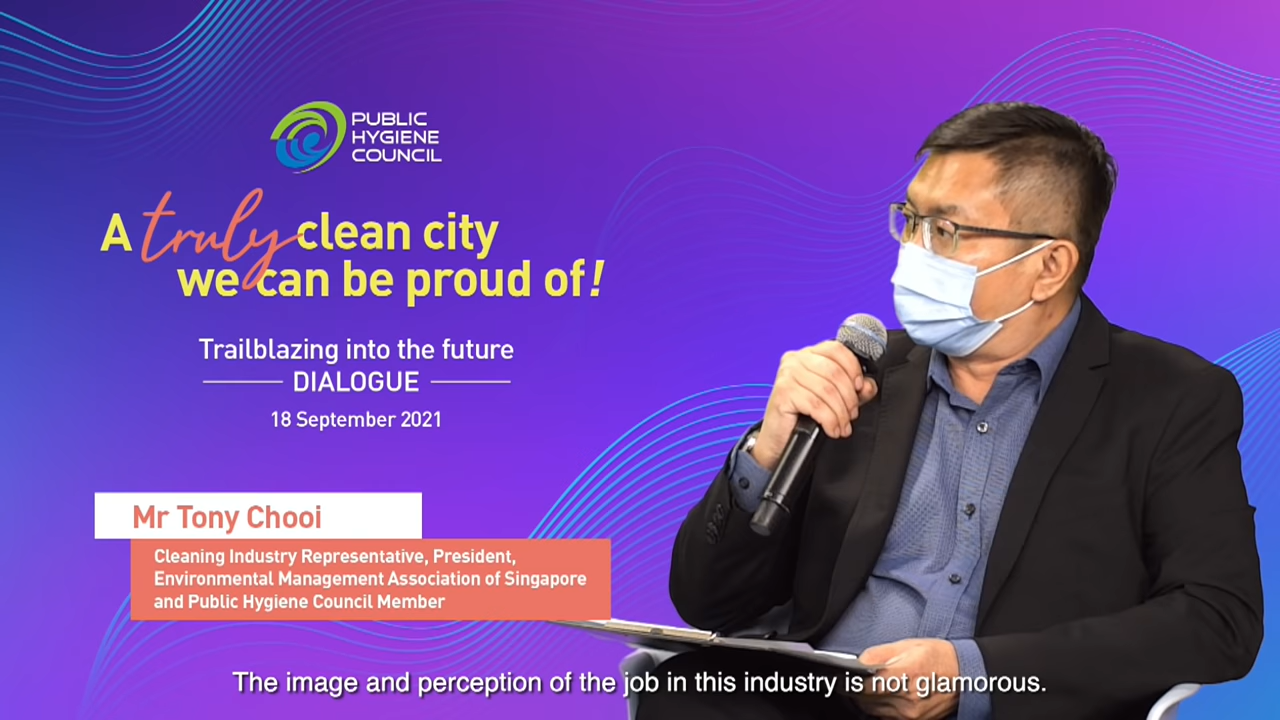 PUBLIC
HYGIENE
COUNCIL
A truly clean city
we can be proud of!
Trailblazing into the future
DIALOGUE
18 September 2021
Mr Tony Chooi
Cleaning Industry Representative, President,
Environmental Management Association of Singapore
and Public Hygiene Council Member
The image and perception of the job in this industry is not glamorous.